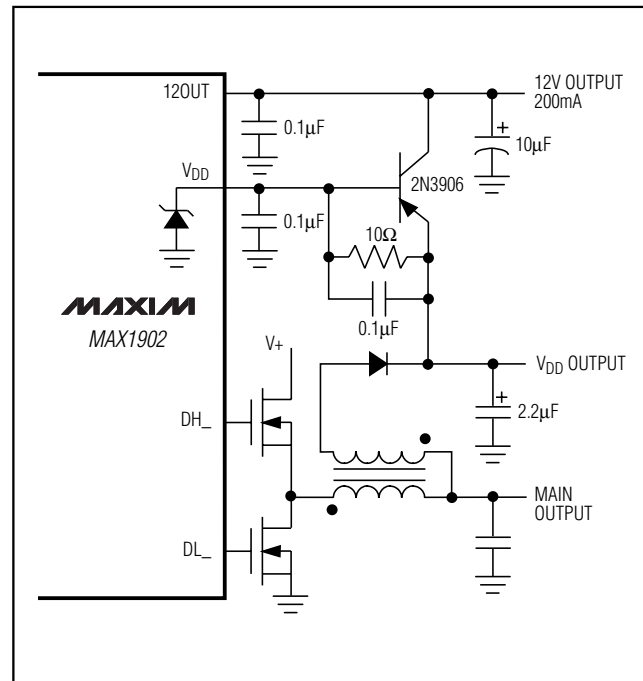 12OUT
12V OUTPUT
200mA
0.1μF
10μF
VDD
2N3906
0.1μF
10Ω
0.1μF
MAXIM
MAX1902
V+
VDD OUTPUT
2.2μF
DH_
MAIN
OUTPUT
DL_